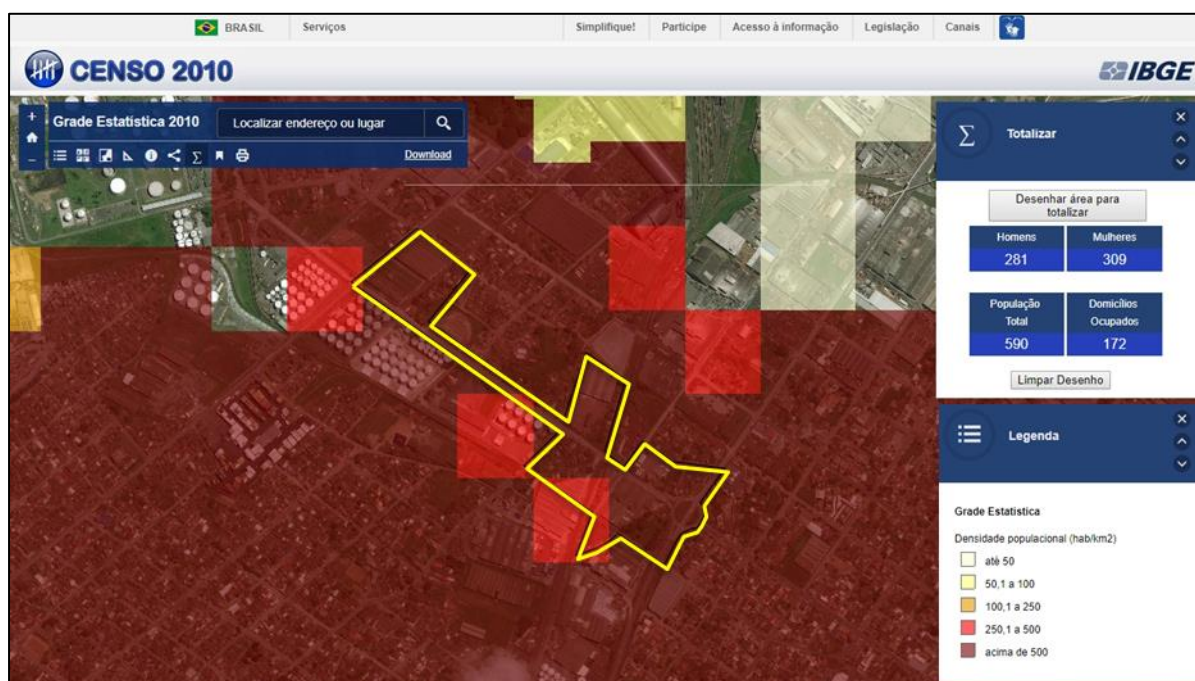 BRASIL Serviços Simplifique! Participe Acesso à informação Legislação Canais
CENSO 2010
IBGE
Grade Estatística 2010
Localizar endereço ou lugar
Download
Totalizar
Desenhar área para
totalizar
Homens Mulheres
281 309
População Domicílios
Total Ocupados
590 172
Limpar Desenho
Legenda
Grade Estatística
Densidade populacional (hab/km2)
até 50
50,1 a 100
100,1 a 250
250,1 a 500
acima de 500